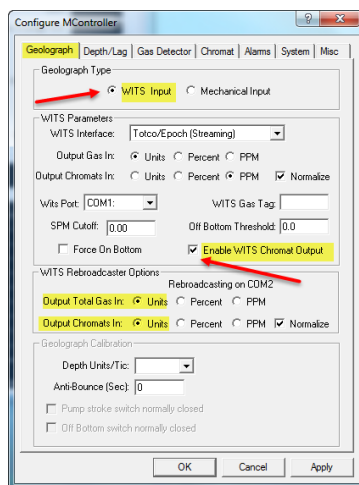 Configure MController
Geolograph Depth/Lag Gas Detector Chromat Alarms System Misc
Geolograph Type
WITS Input Mechanical Input
WITS Parameters
WITS Interface: Totco/Epoch (Streaming)
Output Gas In: Units Percent PPM
Output Chromats In: Units Percent PPM Normalize
Wits Port: COM1: WITS Gas Tag:
SPM Cutoff: 0.00 Off Bottom Threshold: 0.0
Force On Bottom Enable WITS Chromat Output
WITS Rebroadcaster Options
Rebroadcasting on COM2
Output Total Gas In: Units Percent PPM
Output Chromats In: Units Percent PPM Normalize
Geolograph Calibration
Depth Units/Tic:
Anti-Bounce (Sec): 0
Pump stroke switch normally closed
Off Bottom switch normally closed
OK Cancel Apply